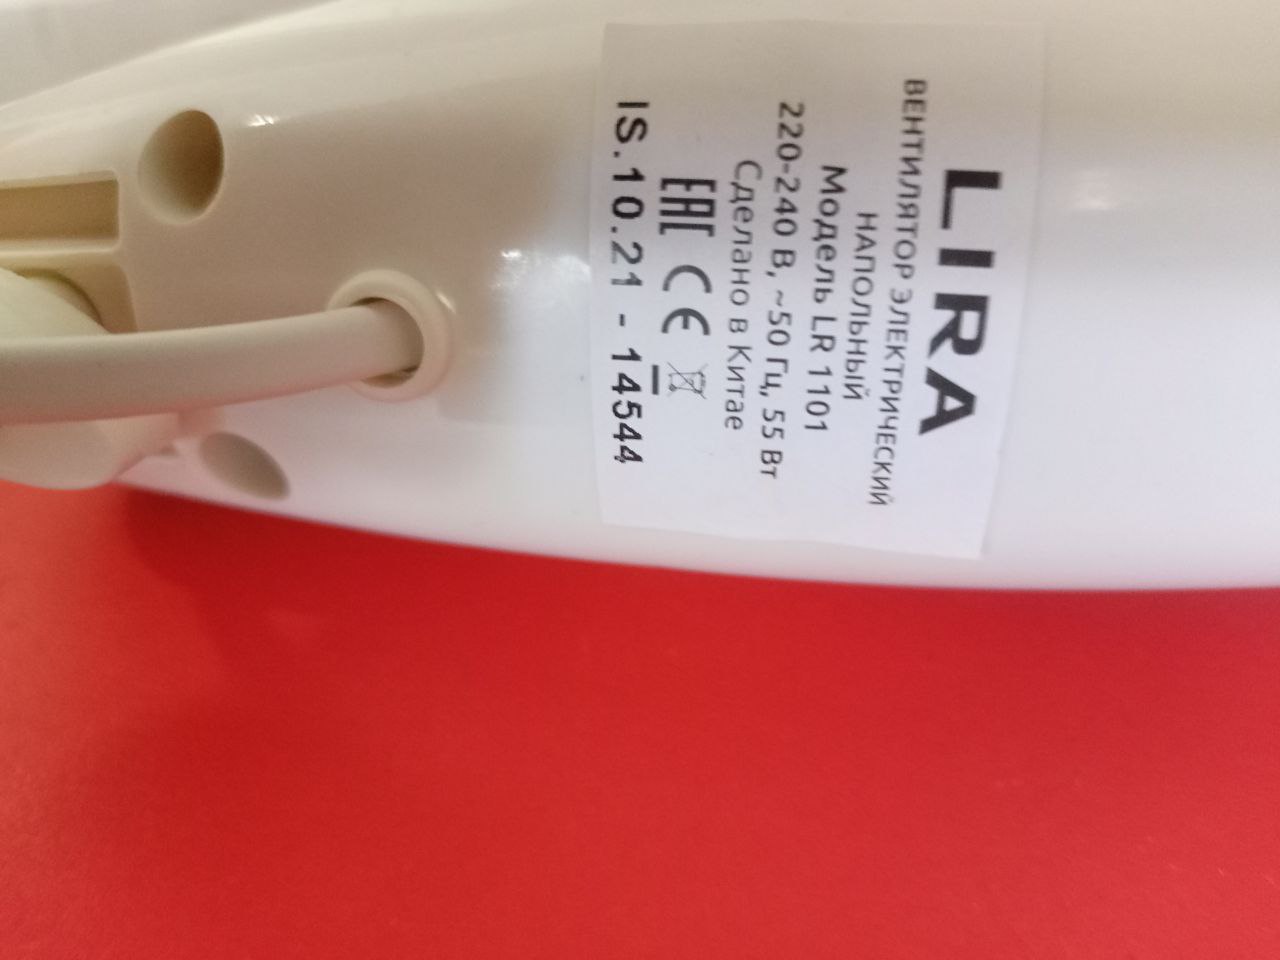 LIRA
ВЕНТИЛЯТОР ЭЛЕКТРИЧЕСКИЙ
НАПОЛЬНЫЙ
Модель LR 1101
220-240 В, ~50 Гц, 55 Вт
Сделано в Китае
EAC CE
IS.10.21 - 14544